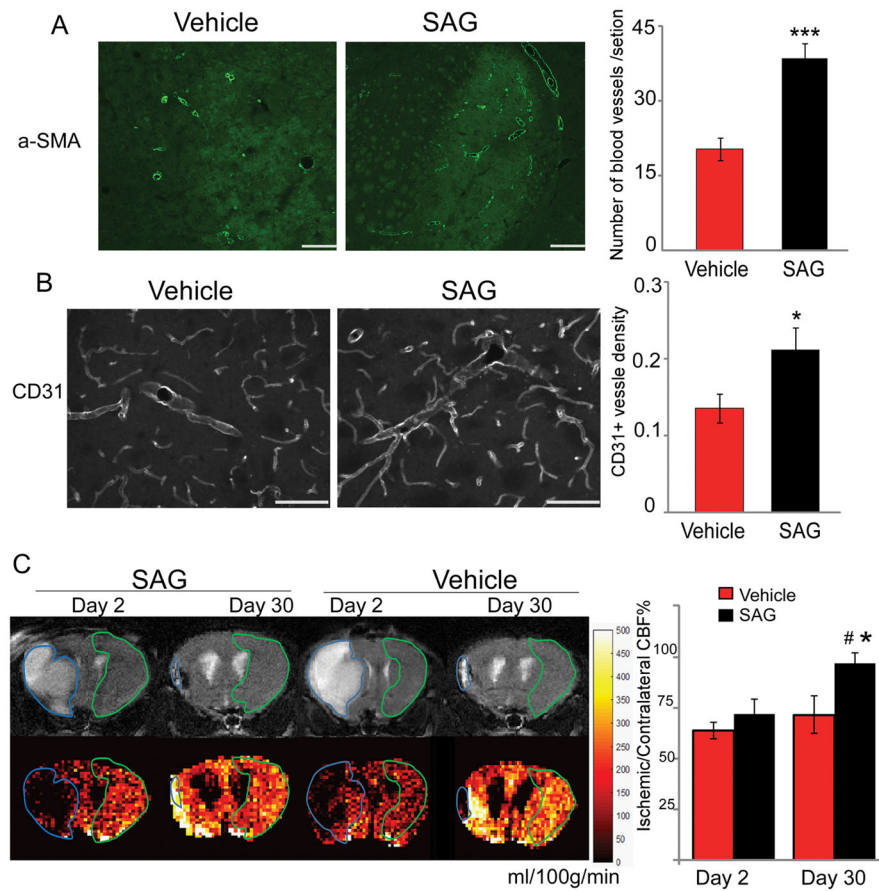 A
Vehicle
SAG
a-SMA
Number of blood vessels /setion
45
30
15
0
***
Vehicle
SAG
B
Vehicle
SAG
CD31
CD31+ vessle density
0.3
0.2
0.1
0
*
Vehicle
SAG
C
SAG
Vehicle
Day 2
Day 30
Day 2
Day 30
500
450
400
350
300
250
200
150
100
50
0
ml/100g/min
Vehicle
SAG
Ischemic/Contralateral CBF%
100
75
50
25
# *
Day 2
Day 30